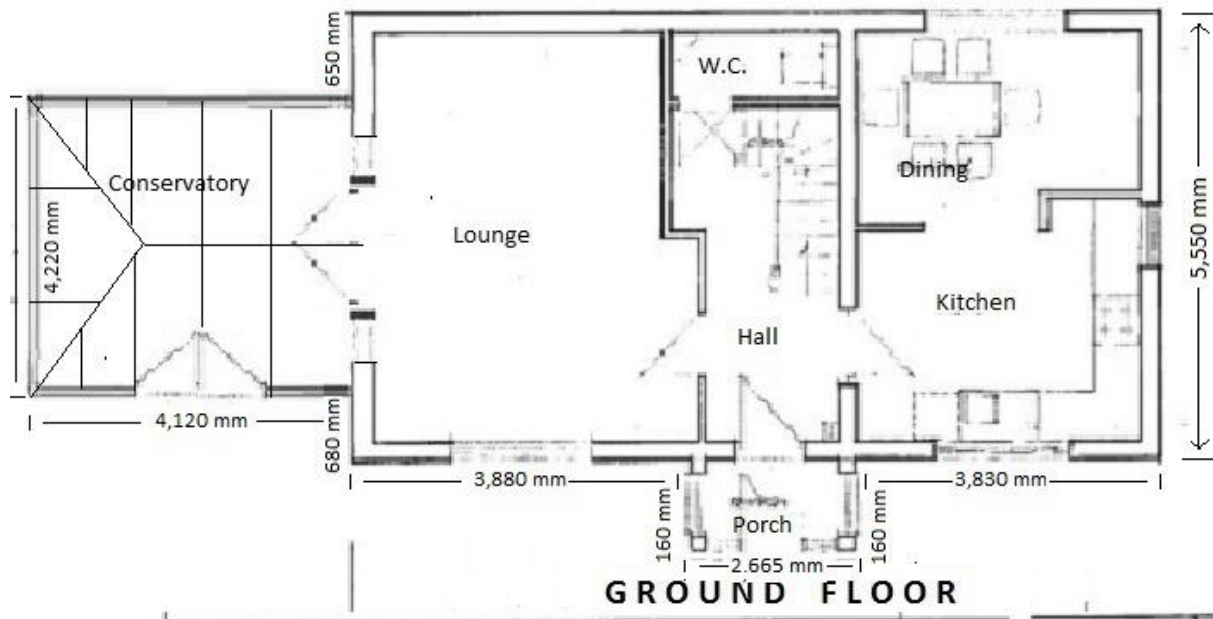 650 mm
W.C.
Conservatory
Dining
4,220 mm
Lounge
5,550 mm
Kitchen
Hall
4,120 mm
680 mm
3,880 mm
3,830 mm
160 mm
Porch
160 mm
2.665 mm
GROUND FLOOR